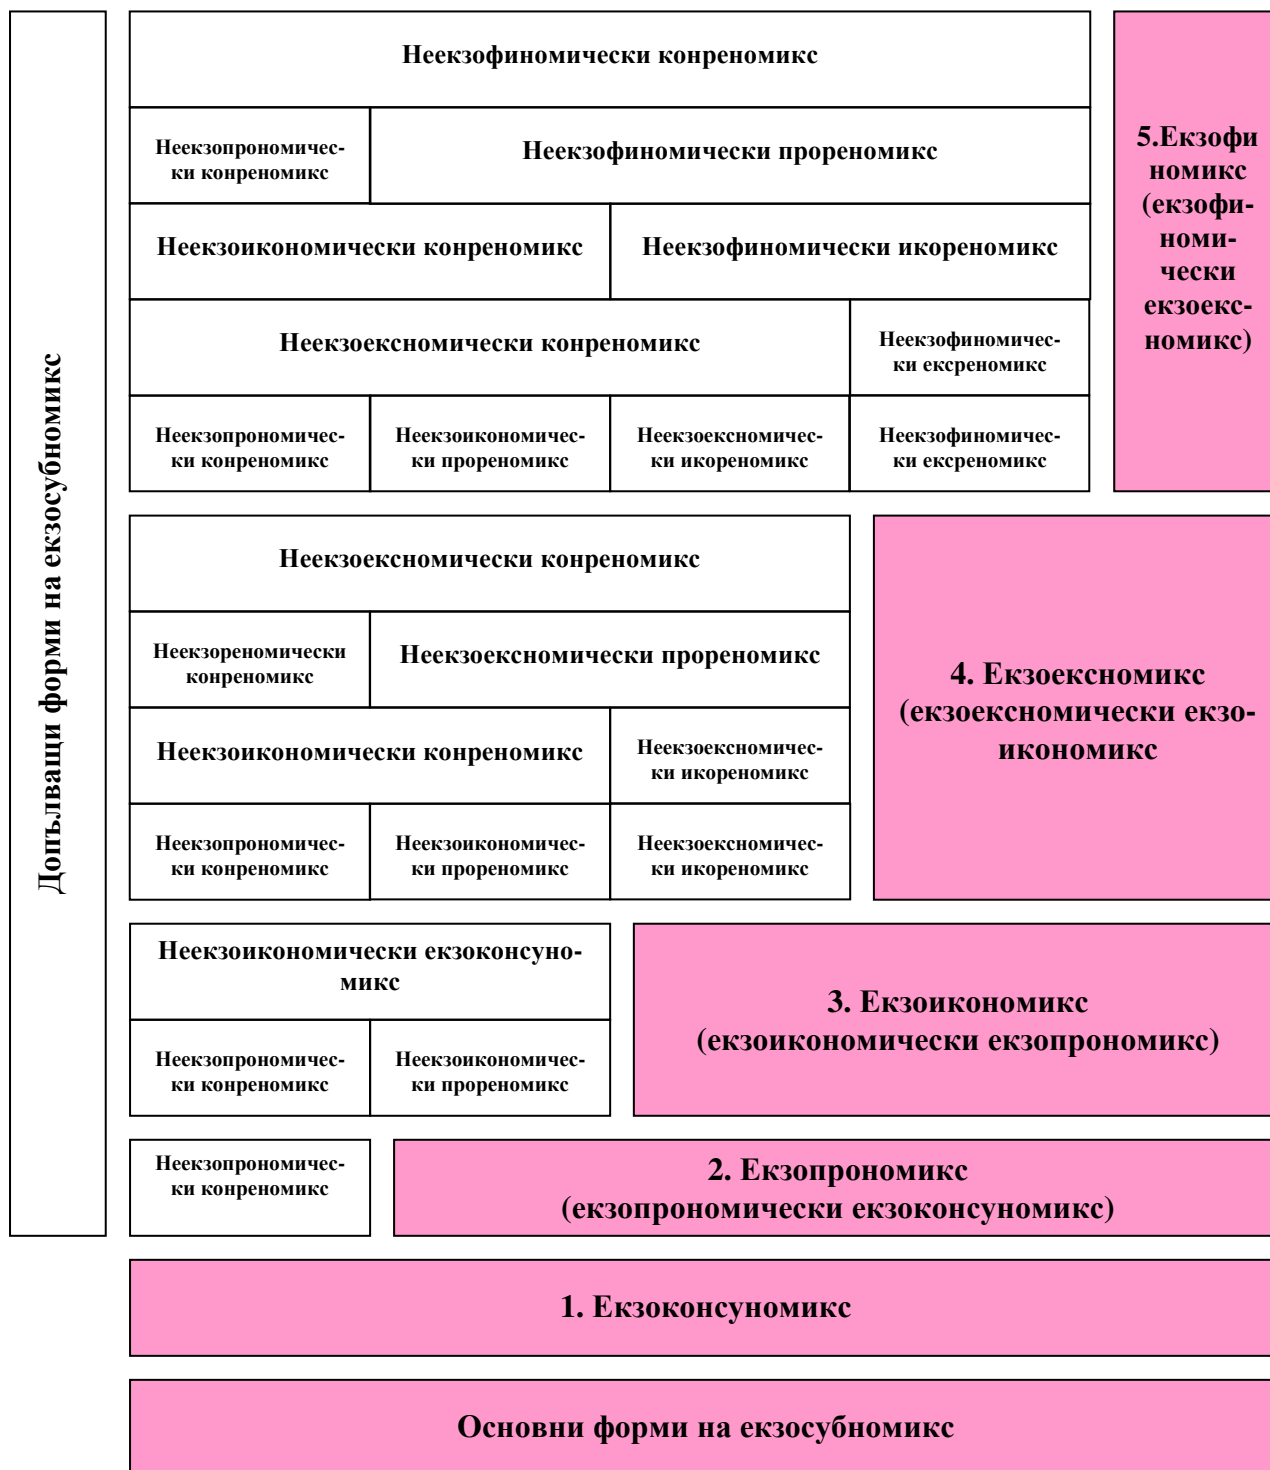 Допълващи форми на екзосубномикс
Неекзофиномически конреномикс
Неекзопрономичес-
ки конреномикс
Неекзофиномически прореномикс
Неекзоикономически конреномикс
Неекзофиномически икореномикс
Неекзоексномически конреномикс
Неекзофиномичес-
ки ексреномикс
Неекзопрономичес-
ки конреномикс
Неекзоикономичес-
ки прореномикс
Неекзоексномичес-
ки икореномикс
Неекзофиномичес-
ки ексреномикс
5.Екзофи
номикс
(екзофи-
номи-
чески
екзоекс-
номикс)
Неекзоексномически конреномикс
Неекзореномически
конреномикс
Неекзоексномически прореномикс
Неекзоикономически конреномикс
Неекзоексномичес-
ки икореномикс
Неекзопрономичес-
ки конреномикс
Неекзоикономичес-
ки прореномикс
Неекзоексномичес-
ки икореномикс
4. Екзоексномикс
(екзоексномически екзо-
икономикс
Неекзоикономически екзоконсуно-
микс
Неекзопрономичес-
ки конреномикс
Неекзоикономичес-
ки прореномикс
3. Екзоикономикс
(екзоикономически екзопрономикс)
Неекзопрономичес-
ки конреномикс
2. Екзопрономикс
(екзопрономически екзоконсуномикс)
1. Екзоконсуномикс
Основни форми на екзосубномикс